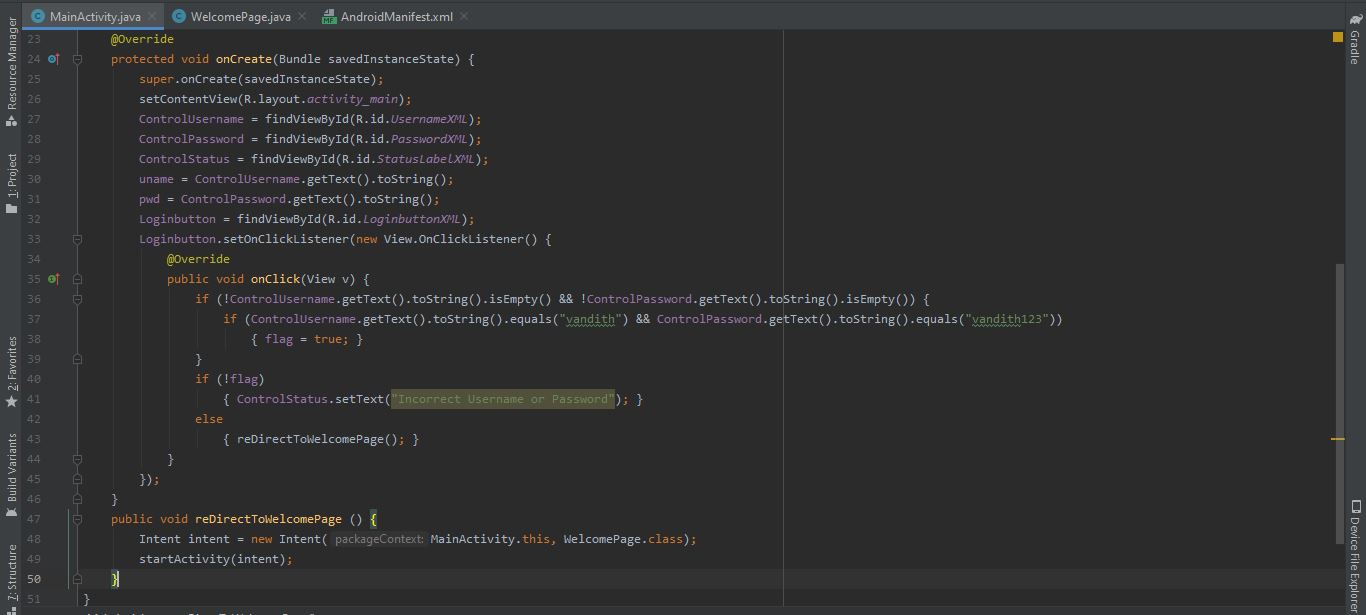 MainActivity.java
WelcomePage.java
AndroidManifest.xml
Resource Manager
1: Project
2: Favorites
Build Variants
7: Structure
Gradle
Device File Explorer
23 @Override
24 protected void onCreate(Bundle savedInstanceState) {
25 super.onCreate(savedInstanceState);
26 setContentView(R.layout.activity_main);
27 ControlUsername = findViewById(R.id.UsernameXML);
28 ControlPassword = findViewById(R.id.PasswordXML);
29 ControlStatus = findViewById(R.id.StatusLabelXML);
30 uname = ControlUsername.getText().toString();
31 pwd = ControlPassword.getText().toString();
32 Loginbutton = findViewById(R.id.LoginbuttonXML);
33 Loginbutton.setOnClickListener(new View.OnClickListener() {
34 @Override
35 public void onClick(View v) {
36 if (!ControlUsername.getText().toString().isEmpty() && !ControlPassword.getText().toString().isEmpty()) {
37 if (ControlUsername.getText().toString().equals("vandith") && ControlPassword.getText().toString().equals("vandith123"))
38 { flag = true; }
39 }
40 if (!flag)
41 { ControlStatus.setText("Incorrect Username or Password"); }
42 else
43 { reDirectToWelcomePage(); }
44 }
45 });
46 }
47 public void reDirectToWelcomePage () {
48 Intent intent = new Intent( packageContext: MainActivity.this, WelcomePage.class);
49 startActivity(intent);
50 }
51 }